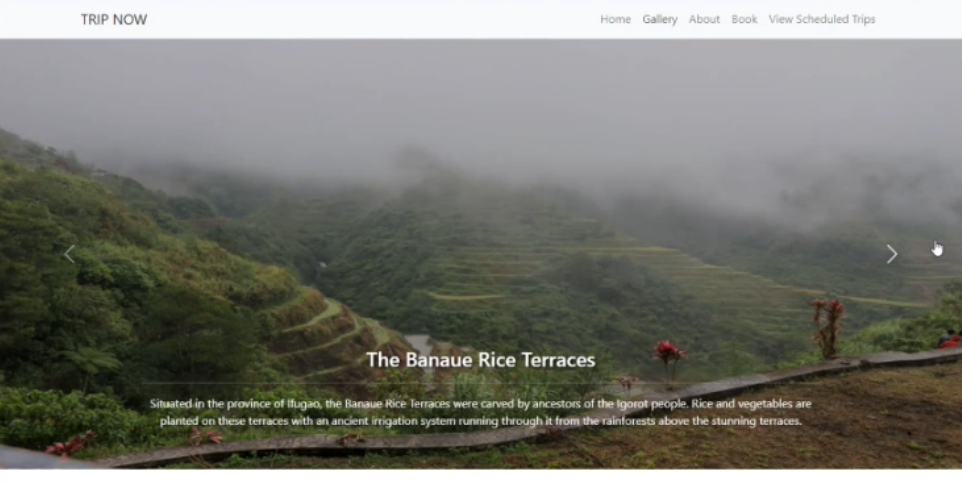 TRIP NOW
Home Gallery About Book View Scheduled Trips
The Banaue Rice Terraces
Situated in the province of Ifugao, the Banaue Rice Terraces were carved by ancestors of the Igorot people. Rice and vegetables are
planted on these terraces with an ancient irrigation system running through it from the rainforests above the stunning terraces.